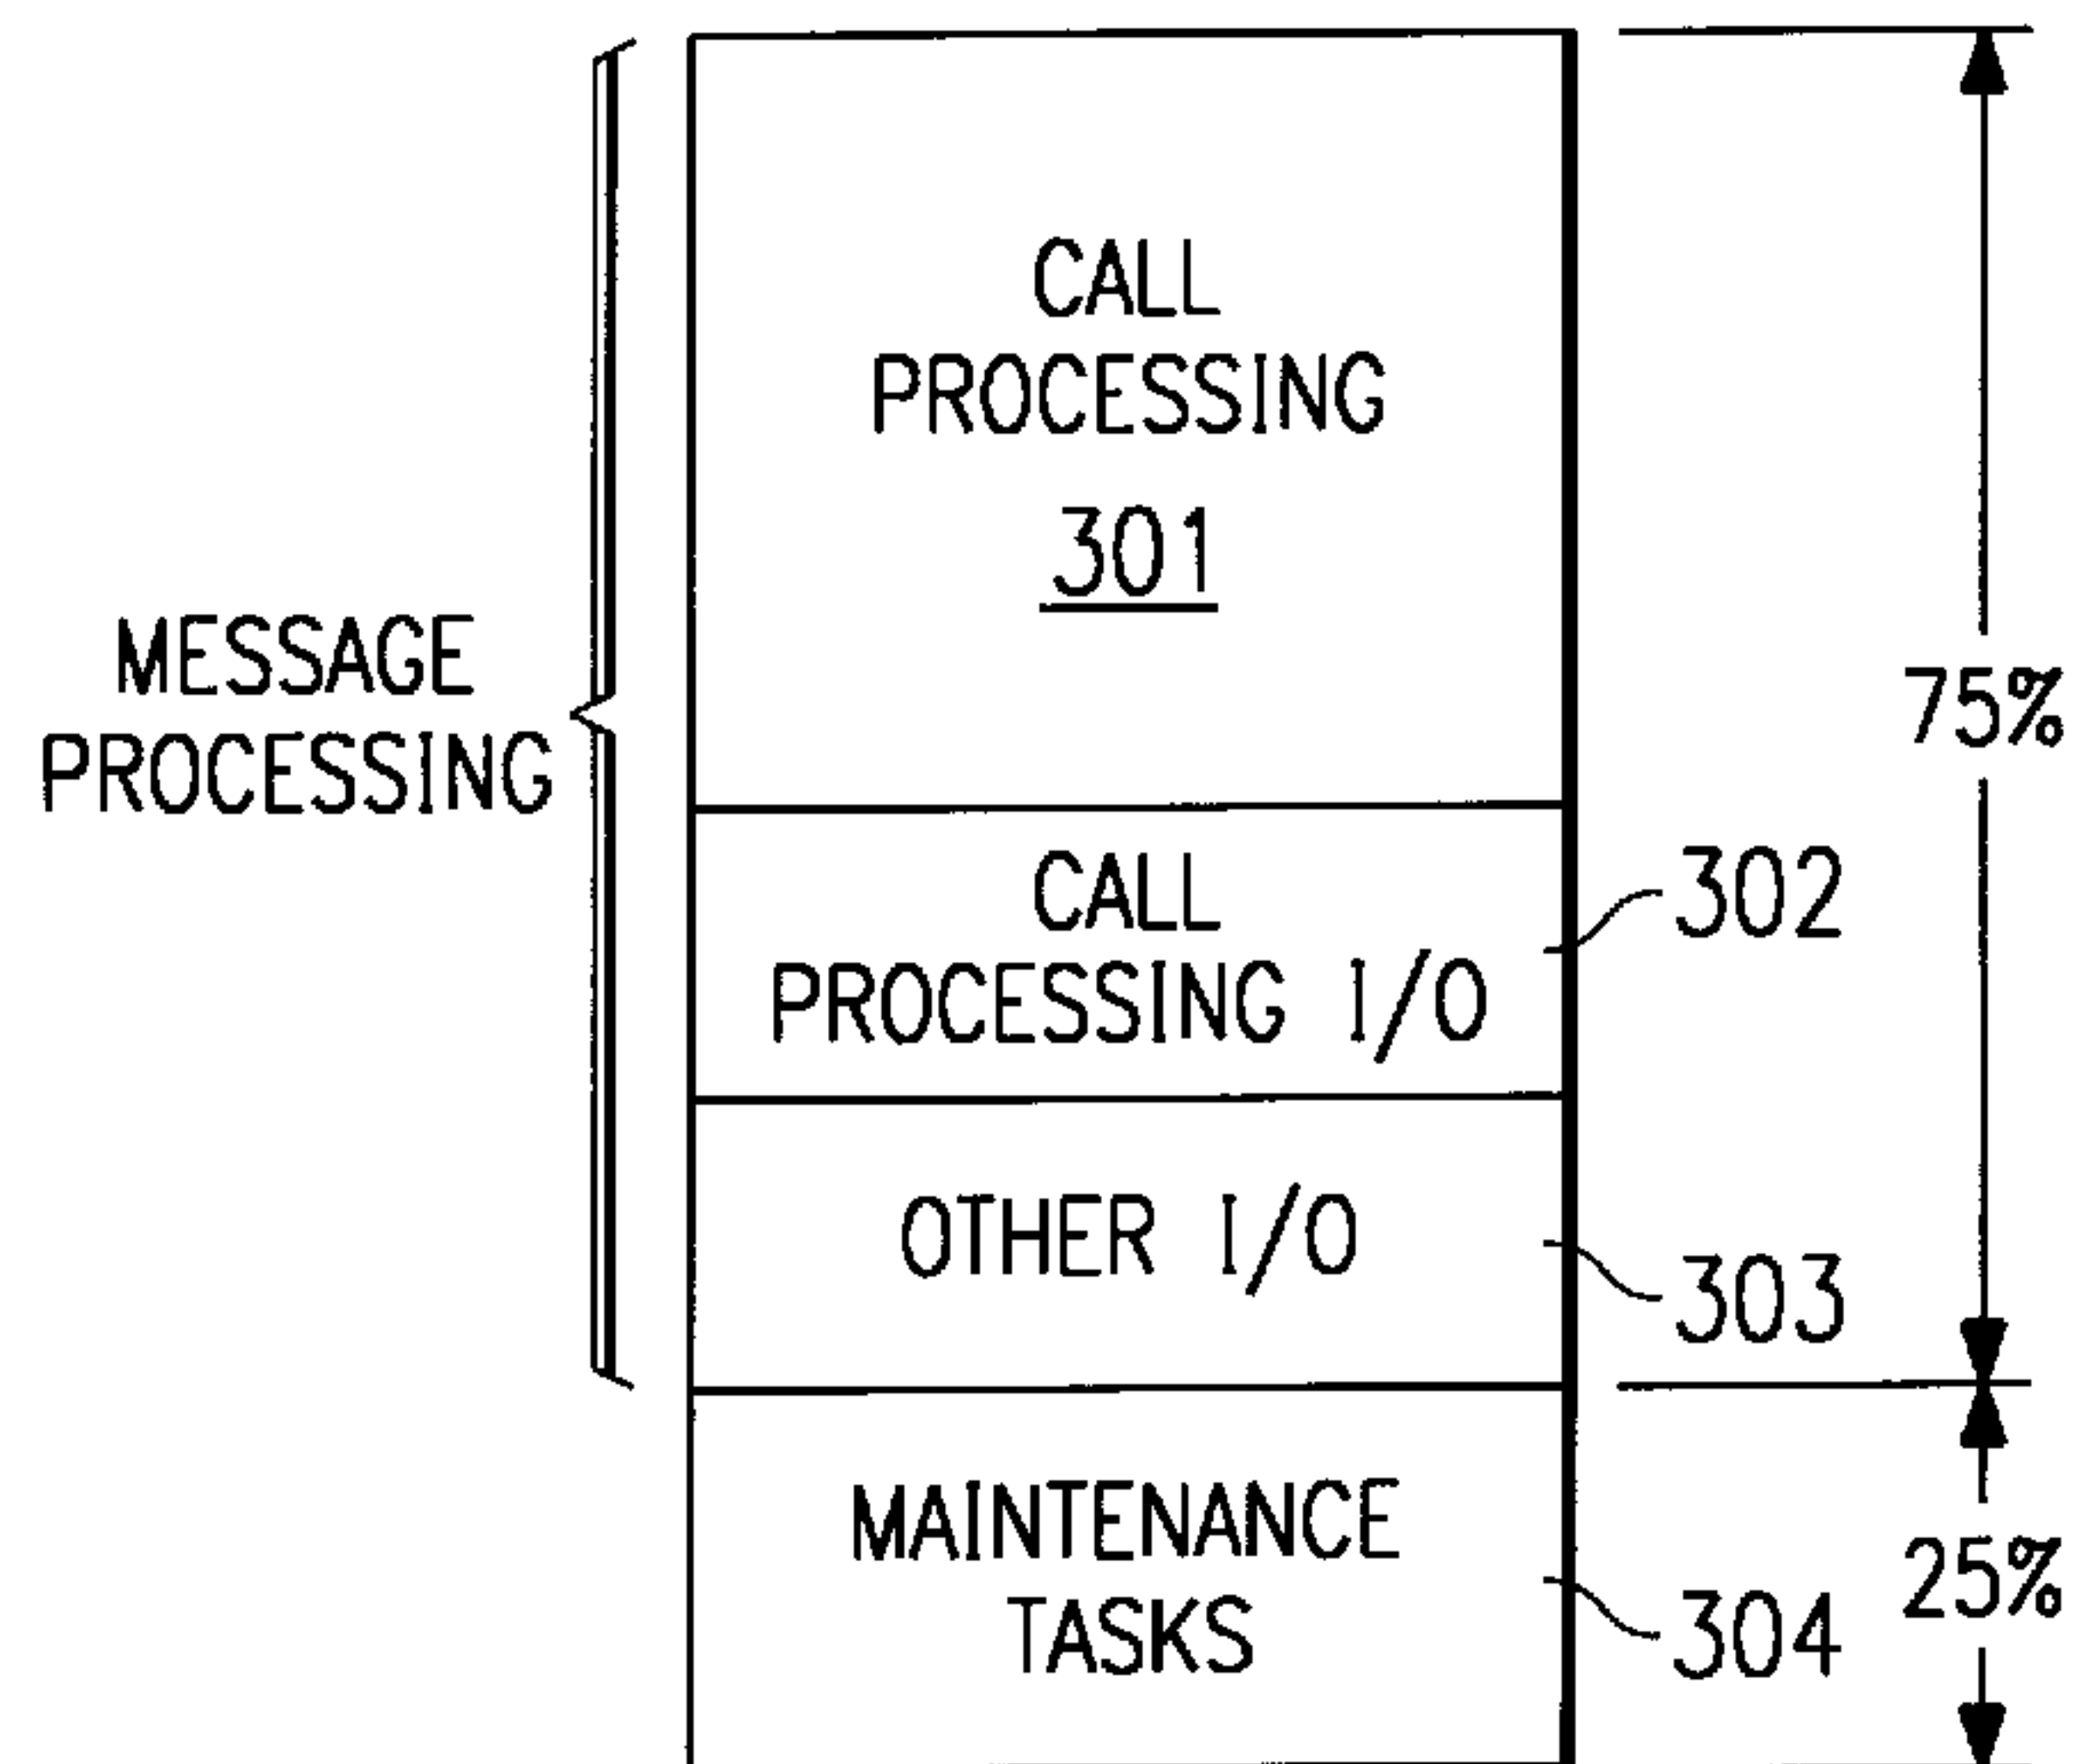 CALL
PROCESSING
301
MESSAGE
PROCESSING
75%
CALL
PROCESSING I/O
302
OTHER I/O
303
MAINTENANCE
TASKS
304
25%